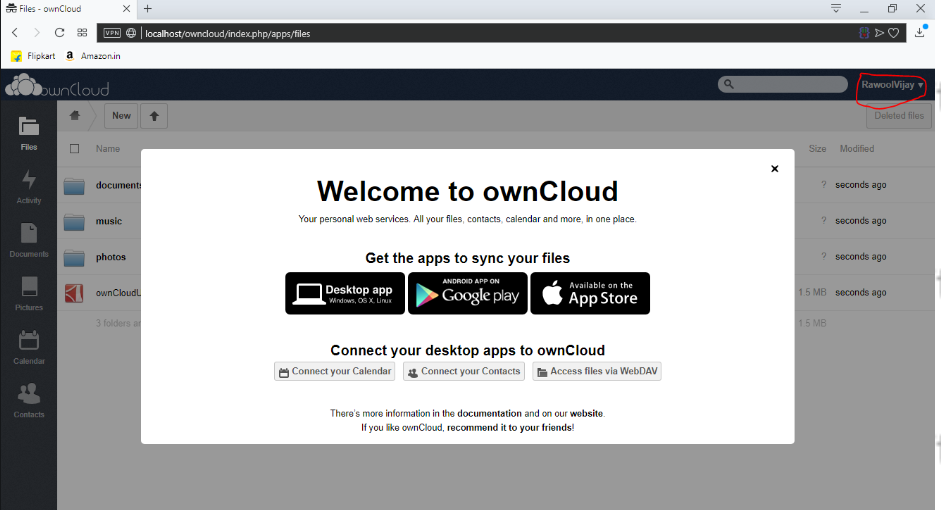 Files - ownCloud
VPN localhost/owncloud/index.php/apps/files
Flipkart Amazon.in
ownCloud RawoolVijay
New Deleted files
Files
Name Size Modified
Activity
documents ? seconds ago
Documents
music ? seconds ago
Pictures
photos ? seconds ago
Calendar
ownCloudU 1.5 MB seconds ago
Contacts
3 folders an 1.5 MB
Welcome to ownCloud
Your personal web services. All your files, contacts, calendar and more, in one place.
Get the apps to sync your files
Desktop app
Windows, OS X, Linux
ANDROID APP ON
Google play
Available on the
App Store
Connect your desktop apps to ownCloud
Connect your Calendar Connect your Contacts Access files via WebDAV
There's more information in the documentation and on our website.
If you like ownCloud, recommend it to your friends!